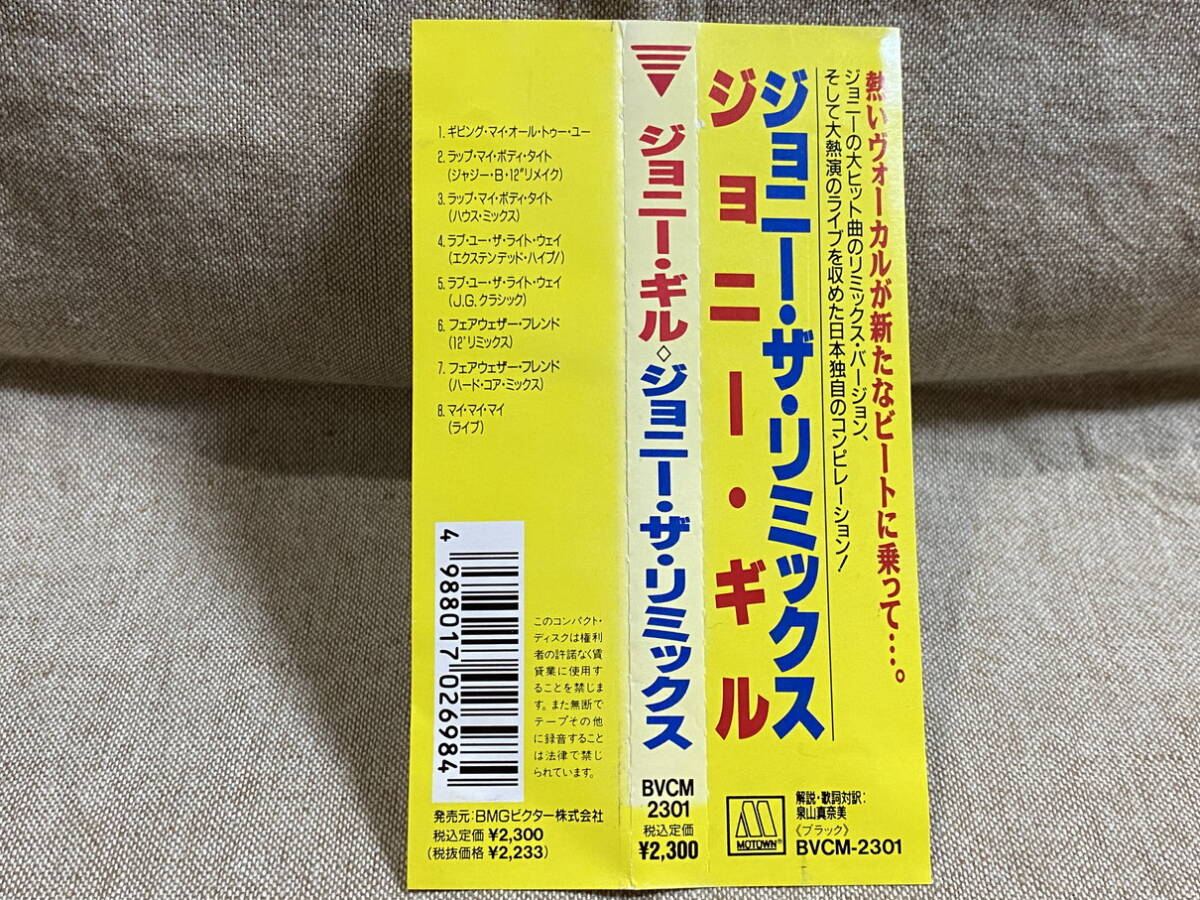 熱いヴォーカルが新たなビートに乗って…。
ジョニーの大ヒット曲のリミックス・バージョン、
そして大熱演のライブを収めた日本独自のコンピレーション!
ジョニー・ザ・リミックス
ジョニー・ギル
MOTOWN®
解説・歌詞対訳:
泉山真奈美
《ブラック》
BVCM-2301
ジョニー・ギル◇ジョニー・ザ・リミックス
BVCM
2301
税込定価
¥2,300
1. ギビング・マイ・オール・トゥー・ユー
2. ラップ・マイ・ボディ・タイト
(ジャジー・B・12"リメイク)
3. ラップ・マイ・ボディ・タイト
(ハウス・ミックス)
4. ラブ・ユー・ザ・ライト・ウェイ
(エクステンデッド・ハイプ!)
5. ラブ・ユー・ザ・ライト・ウェイ
(J.G.クラシック)
6. フェアウェザー・フレンド
(12"リミックス)
7. フェアウェザー・フレンド
(ハード・コア・ミックス)
8. マイ・マイ・マイ
(ライブ)
4 988017 026984
このコンパクト・
ディスクは権利
者の許諾なく賃
貸業に使用す
ることを禁じま
す。また無断で
テープその他
に録音すること
は法律で禁じ
られています。
発売元:BMGビクター株式会社
税込定価 ¥2,300
(税抜価格 ¥2,233)